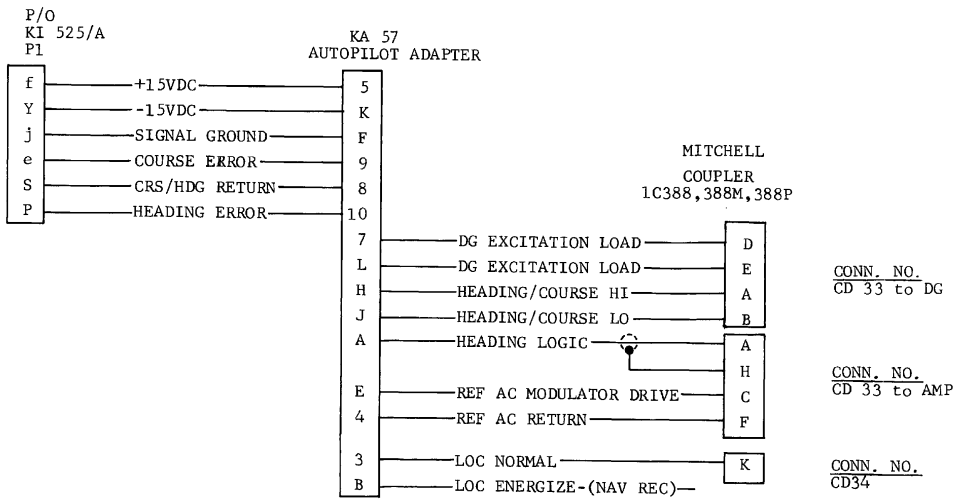 P/O
KI 525/A
P1
KA 57
AUTOPILOT ADAPTER
f +15VDC 5
Y -15VDC K
j SIGNAL GROUND F
e COURSE ERROR 9
S CRS/HDG RETURN 8
P HEADING ERROR 10
MITCHELL
COUPLER
1C388,388M,388P
7 DG EXCITATION LOAD D
L DG EXCITATION LOAD E
H HEADING/COURSE HI A
J HEADING/COURSE LO B
CONN. NO.
CD 33 to DG
A HEADING LOGIC A
H
E REF AC MODULATOR DRIVE C
4 REF AC RETURN F
CONN. NO.
CD 33 to AMP
3 LOC NORMAL K
B LOC ENERGIZE-(NAV REC)
CONN. NO.
CD34